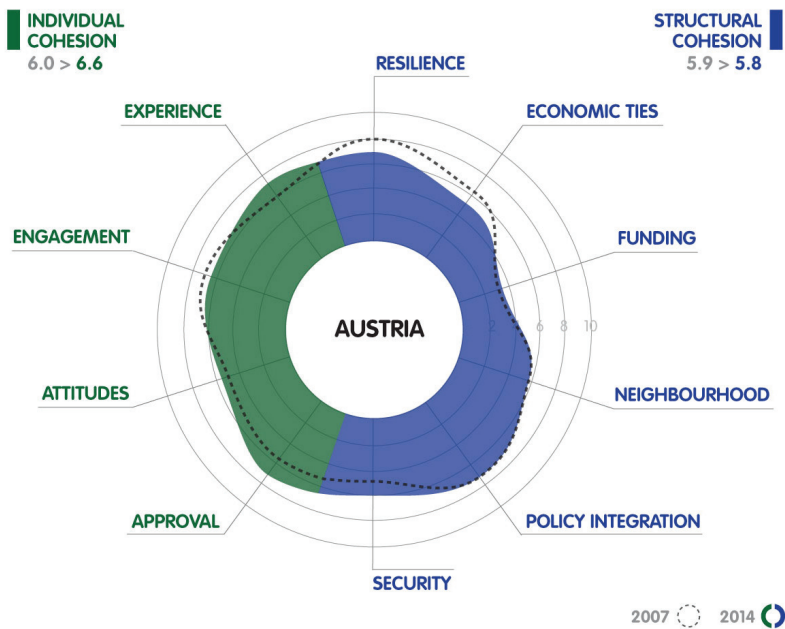 INDIVIDUAL
COHESION
6.0 > 6.6
STRUCTURAL
COHESION
5.9 > 5.8
RESILIENCE
EXPERIENCE
ECONOMIC TIES
ENGAGEMENT
FUNDING
AUSTRIA
2 4 6 8 10
ATTITUDES
NEIGHBOURHOOD
APPROVAL
POLICY INTEGRATION
SECURITY
2007 2014